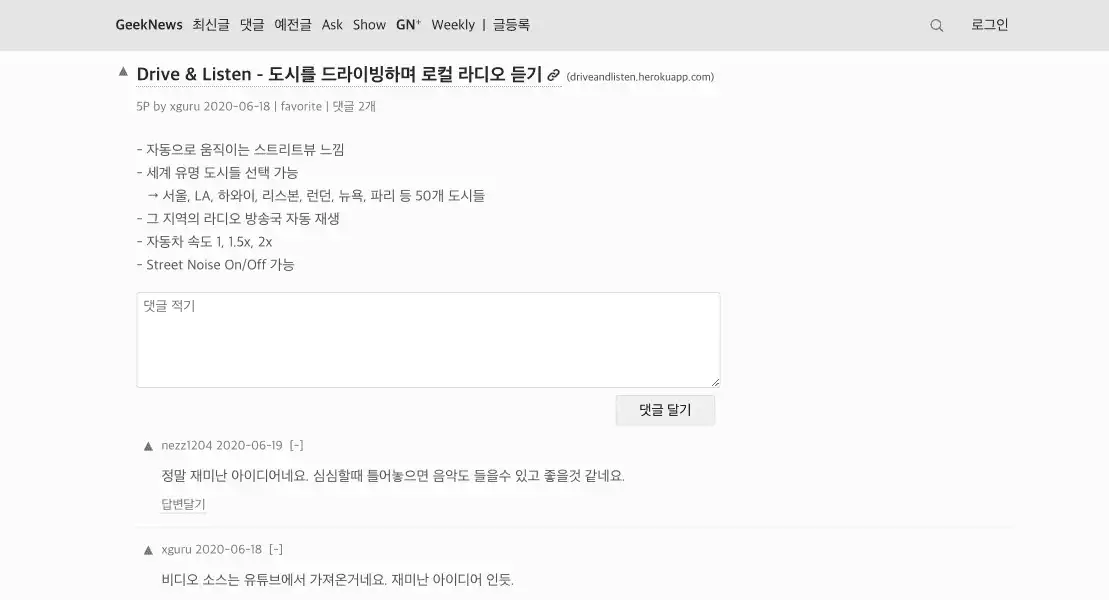 GeekNews 최신글 댓글 예전글 Ask Show GN+ Weekly | 글등록 로그인
▲ Drive & Listen - 도시를 드라이빙하며 로컬 라디오 듣기 (driveandlisten.herokuapp.com)
5P by xguru 2020-06-18 | favorite | 댓글 2개
- 자동으로 움직이는 스트리트뷰 느낌
- 세계 유명 도시들 선택 가능
→ 서울, LA, 하와이, 리스본, 런던, 뉴욕, 파리 등 50개 도시들
- 그 지역의 라디오 방송국 자동 재생
- 자동차 속도 1, 1.5x, 2x
- Street Noise On/Off 가능
댓글 적기
댓글 달기
▲ nezz1204 2020-06-19 [-]
정말 재미난 아이디어네요. 심심할때 틀어놓으면 음악도 들을수 있고 좋을것 같네요.
답변달기
▲ xguru 2020-06-18 [-]
비디오 소스는 유튜브에서 가져온거네요. 재미난 아이디어 인듯.